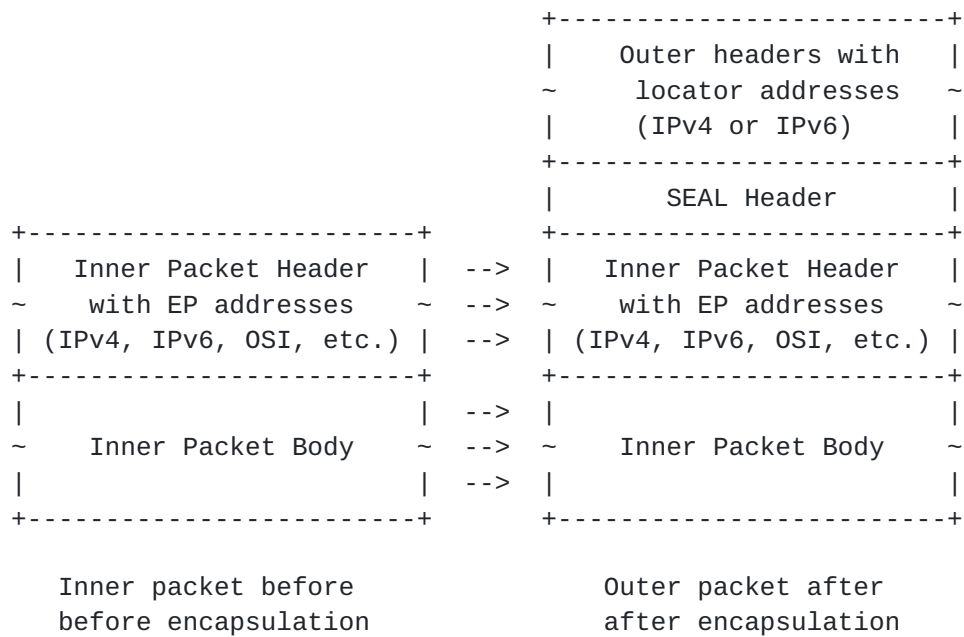 +-------------------------+
|    Outer headers with   |
~     locator addresses   ~
|     (IPv4 or IPv6)      |
+-------------------------+
|       SEAL Header       |
+-------------------------+       +-------------------------+
|   Inner Packet Header   |  -->  |   Inner Packet Header   |
~    with EP addresses    ~  -->  ~    with EP addresses    ~
| (IPv4, IPv6, OSI, etc.) |  -->  | (IPv4, IPv6, OSI, etc.) |
+-------------------------+       +-------------------------+
|                         |  -->  |                         |
~    Inner Packet Body    ~  -->  ~    Inner Packet Body    ~
|                         |  -->  |                         |
+-------------------------+       +-------------------------+
Inner packet before               Outer packet after
before encapsulation              after encapsulation